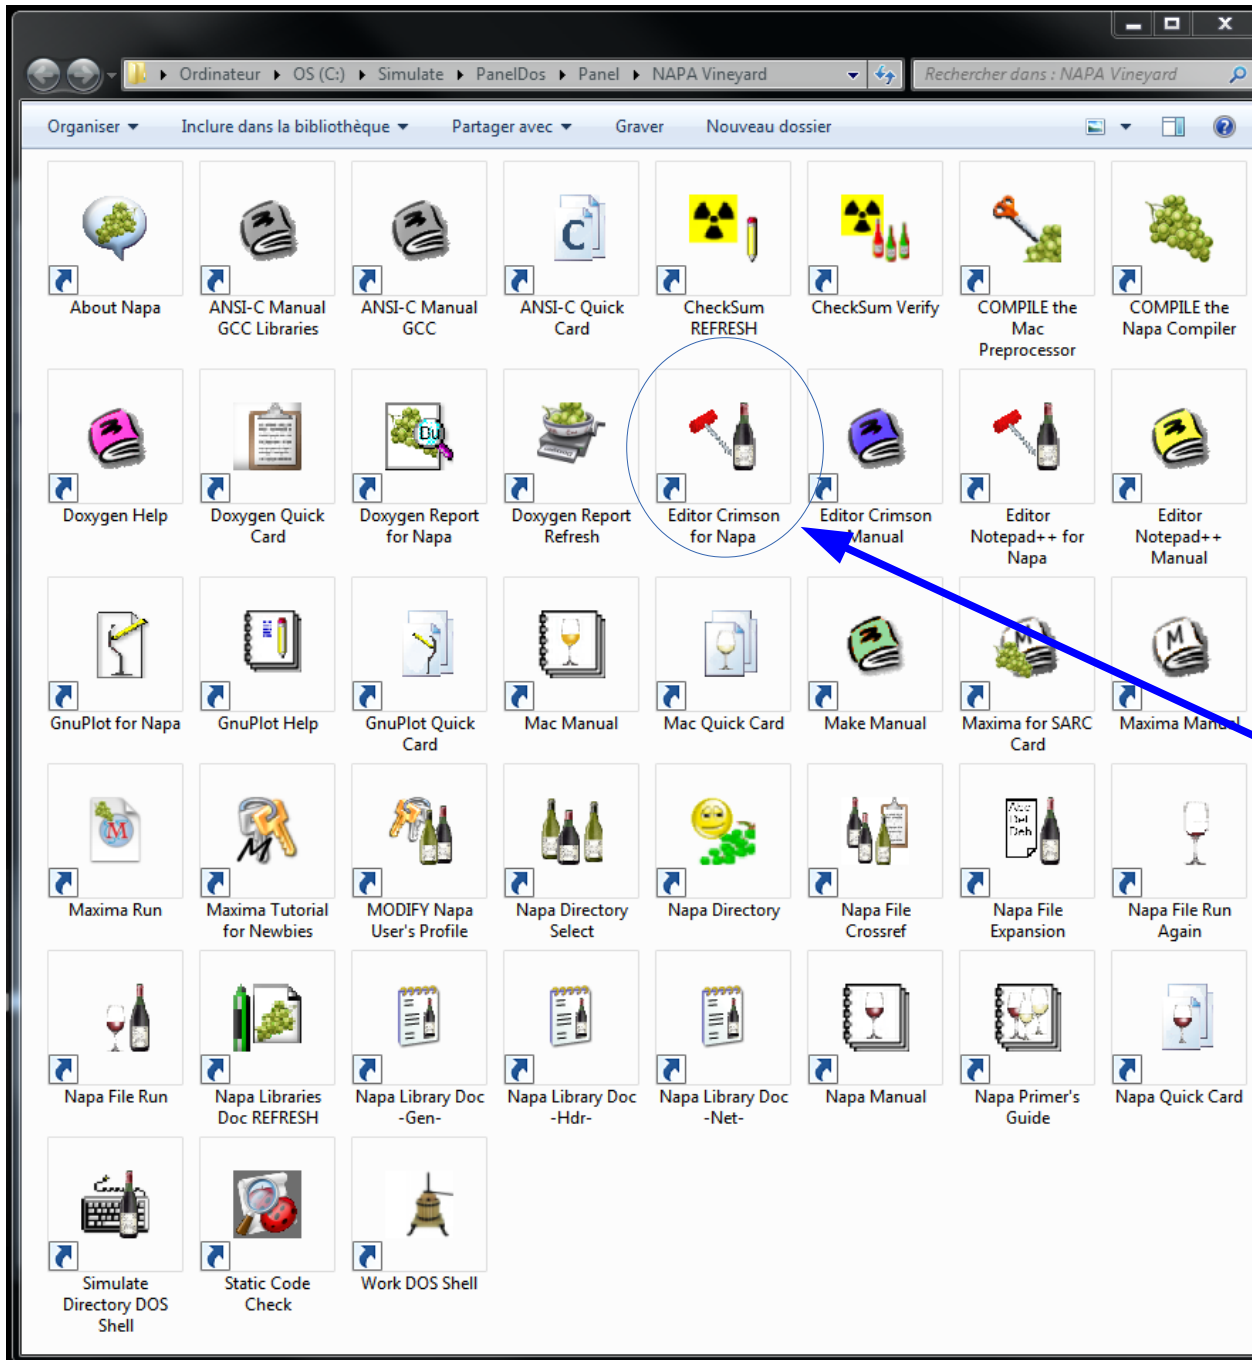 Ordinateur OS (C:) Simulate PanelDos Panel NAPA Vineyard
Rechercher dans : NAPA Vineyard
Organiser Inclure dans la bibliothèque Partager avec Graver Nouveau dossier
About Napa
ANSI-C Manual
GCC Libraries
ANSI-C Manual
GCC
C
ANSI-C Quick
Card
CheckSum
REFRESH
CheckSum Verify
COMPILE the
Mac
Preprocessor
COMPILE the
Napa Compiler
Doxygen Help
Doxygen Quick
Card
Doxygen Report
for Napa
Doxygen Report
Refresh
Editor Crimson
for Napa
Editor Crimson
Manual
Editor
Notepad++ for
Napa
Editor
Notepad++
Manual
GnuPlot for Napa
GnuPlot Help
GnuPlot Quick
Card
Mac Manual
Mac Quick Card
Make Manual
M
Maxima for SARC
Card
M
Maxima Manual
M
Maxima Run
M
Maxima Tutorial
for Newbies
MODIFY Napa
User's Profile
Napa Directory
Select
Napa Directory
Napa File
Crossref
Napa File
Expansion
Napa File Run
Again
Napa File Run
Napa Libraries
Doc REFRESH
Napa Library Doc
-Gen-
Napa Library Doc
-Hdr-
Napa Library Doc
-Net-
Napa Manual
Napa Primer's
Guide
Napa Quick Card
Simulate
Directory DOS
Shell
Static Code
Check
Work DOS Shell